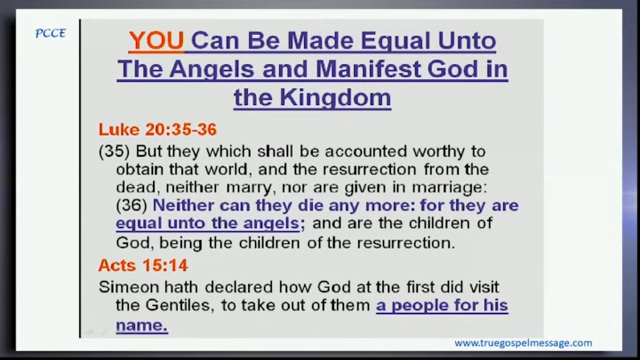 PCCE
YOU Can Be Made Equal Unto
The Angels and Manifest God in
the Kingdom
Luke 20:35-36
(35) But they which shall be accounted worthy to
obtain that world, and the resurrection from the
dead, neither marry, nor are given in marriage:
(36) Neither can they die any more: for they are
equal unto the angels; and are the children of
God, being the children of the resurrection.
Acts 15:14
Simeon hath declared how God at the first did visit
the Gentiles, to take out of them a people for his
name.
www.truegospelmessage.com